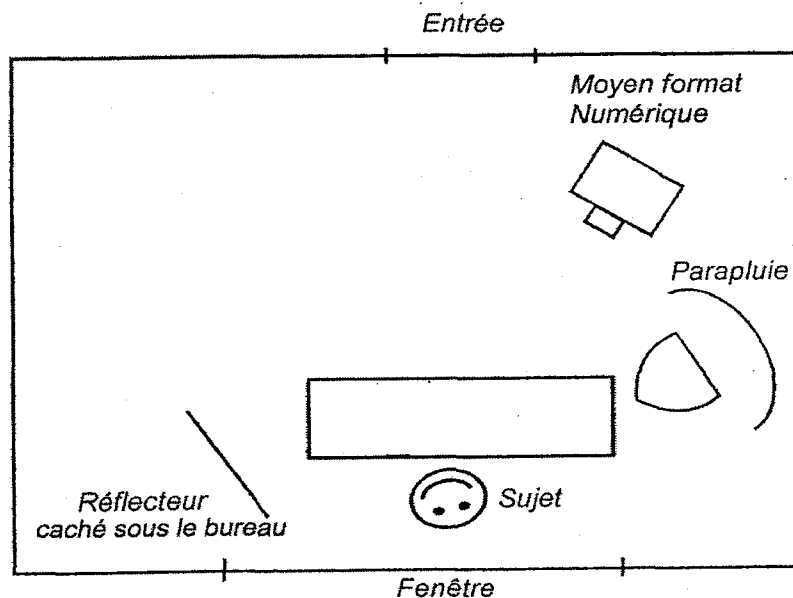 Entrée
Moyen format
Numérique
Parapluie
Réflecteur
caché sous le bureau
Sujet
Fenêtre